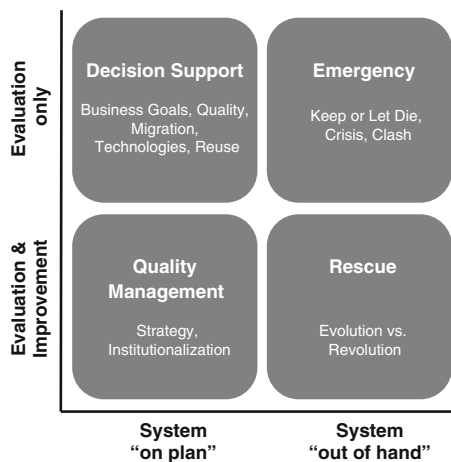 Evaluation
only
Decision Support
Business Goals, Quality,
Migration,
Technologies, Reuse
Emergency
Keep or Let Die,
Crisis, Clash
Evaluation &
Improvement
Quality
Management
Strategy,
Institutionalization
Rescue
Evolution vs.
Revolution
System
“on plan”
System
“out of hand”